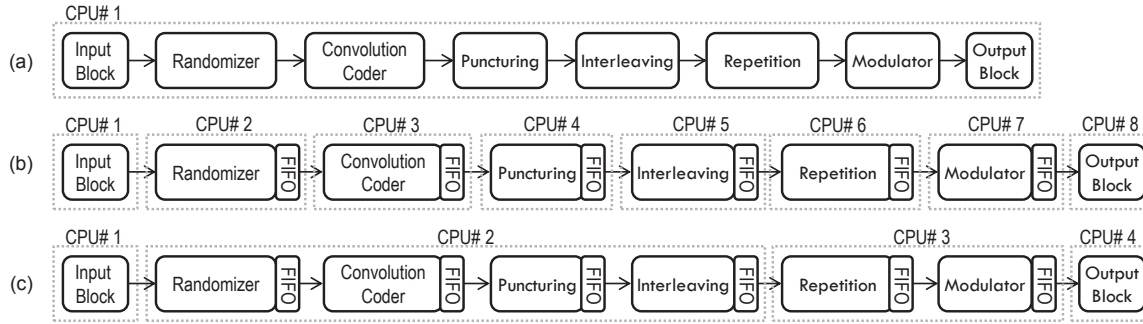 CPU# 1
(a)
Input
Block
Randomizer
Convolution
Coder
Puncturing
Interleaving
Repetition
Modulator
Output
Block
CPU# 1 CPU# 2 CPU# 3 CPU# 4 CPU# 5 CPU# 6 CPU# 7 CPU# 8
(b)
Input
Block
Randomizer
FIFO
Convolution
Coder
FIFO
Puncturing
FIFO
Interleaving
FIFO
Repetition
FIFO
Modulator
FIFO
Output
Block
CPU# 1 CPU# 2 CPU# 3 CPU# 4
(c)
Input
Block
Randomizer
FIFO
Convolution
Coder
FIFO
Puncturing
FIFO
Interleaving
FIFO
Repetition
FIFO
Modulator
FIFO
Output
Block